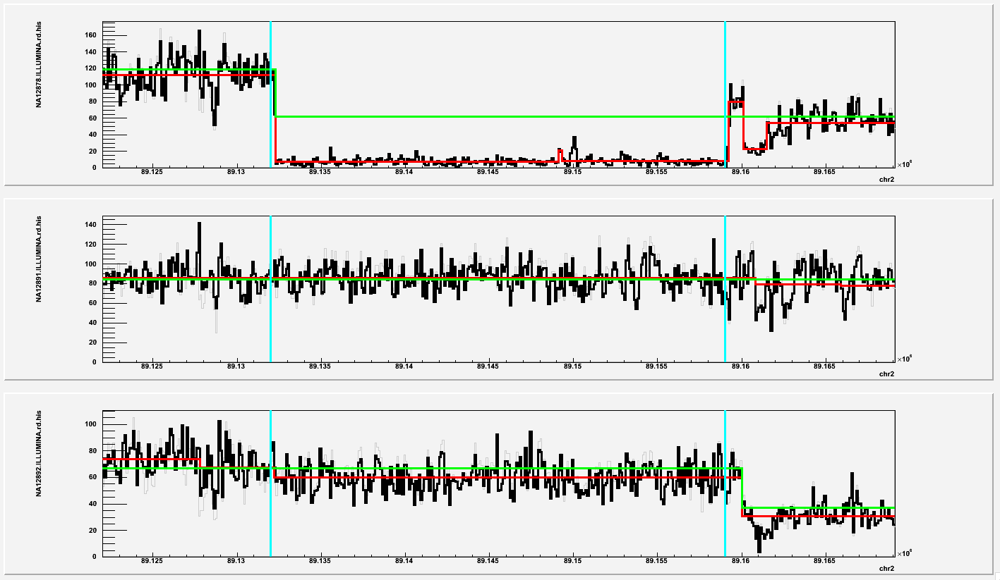 NA12878.ILLUMINA.rd.his
160
140
120
100
80
60
40
20
0
89.125 89.13 89.135 89.14 89.145 89.15 89.155 89.16 89.165 ×10⁶
chr2
NA12891.ILLUMINA.rd.his
140
120
100
80
60
40
20
0
89.125 89.13 89.135 89.14 89.145 89.15 89.155 89.16 89.165 ×10⁶
chr2
NA12892.ILLUMINA.rd.his
100
80
60
40
20
0
89.125 89.13 89.135 89.14 89.145 89.15 89.155 89.16 89.165 ×10⁶
chr2